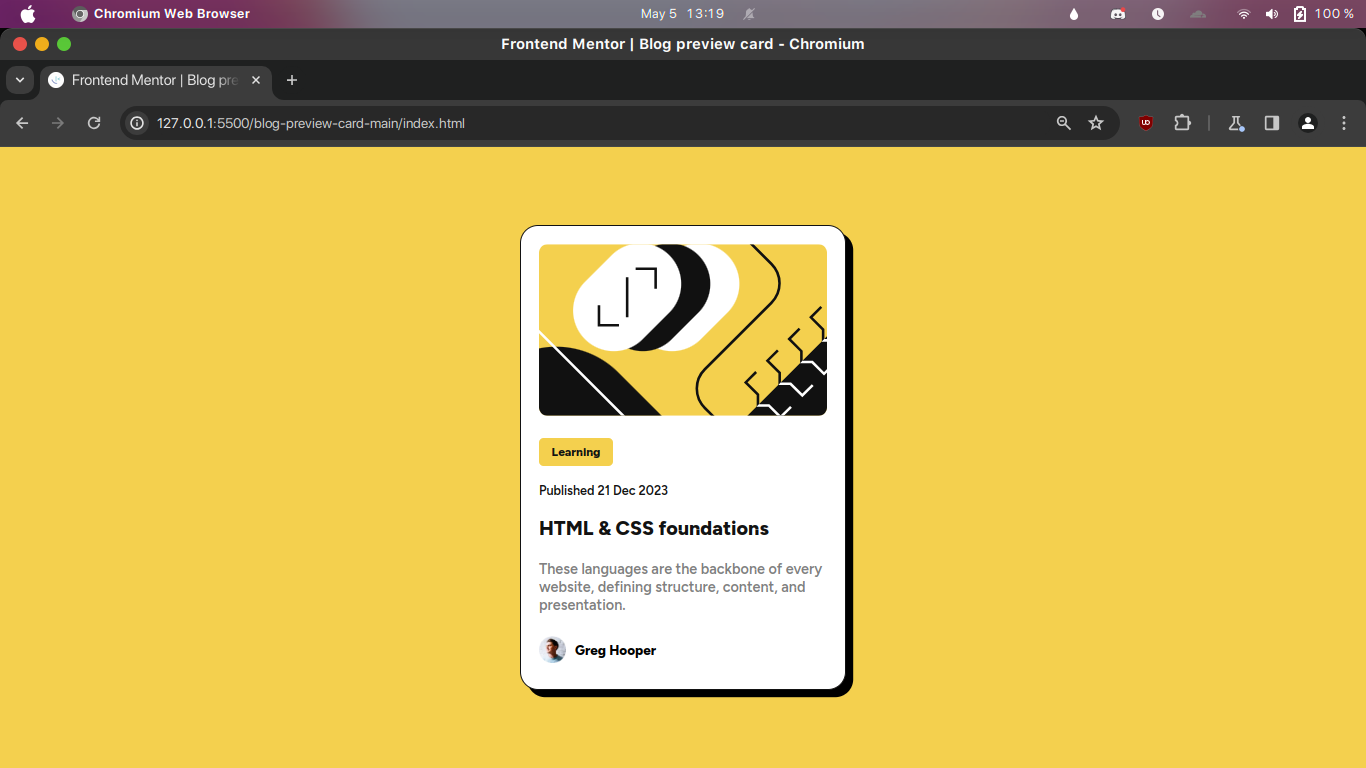 Chromium Web Browser
May 5 13:19
100 %
Frontend Mentor | Blog preview card - Chromium
Frontend Mentor | Blog pre
127.0.0.1:5500/blog-preview-card-main/index.html
UO
Learning
Published 21 Dec 2023
HTML & CSS foundations
These languages are the backbone of every
website, defining structure, content, and
presentation.
Greg Hooper